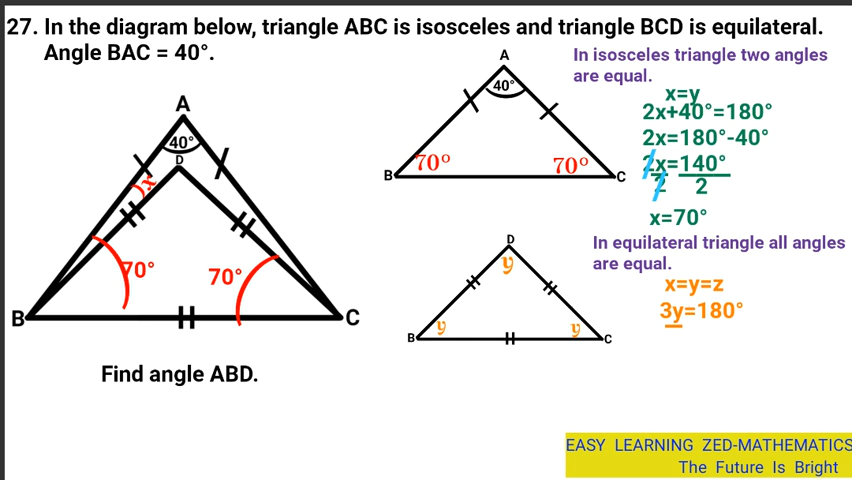 27. In the diagram below, triangle ABC is isosceles and triangle BCD is equilateral.
Angle BAC = 40°.
A
40°
D
x
70°
70°
B
C
Find angle ABD.
A
40°
70°
70°
B
C
In isosceles triangle two angles
are equal.
x=y
2x+40°=180°
2x=180°-40°
2x=140°
2 2
x=70°
D
y
y
y
B
C
In equilateral triangle all angles
are equal.
x=y=z
3y=180°
EASY LEARNING ZED-MATHEMATICS
The Future Is Bright